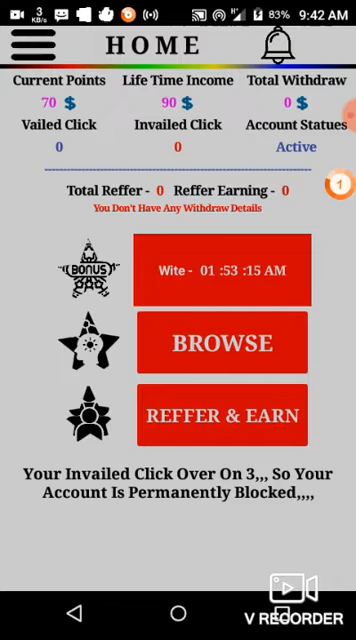 3 KB/s 83% 9:42 AM
HOME
Current Points Life Time Income Total Withdraw
70 $ 90 $ 0 $
Vailed Click Invailed Click Account Statues
0 0 Active
1
Total Reffer - 0 Reffer Earning - 0
You Don't Have Any Withdraw Details
BONUS
Wite - 01 :53 :15 AM
BROWSE
REFFER & EARN
Your Invailed Click Over On 3,,, So Your
Account Is Permanently Blocked,,,,
V RECORDER